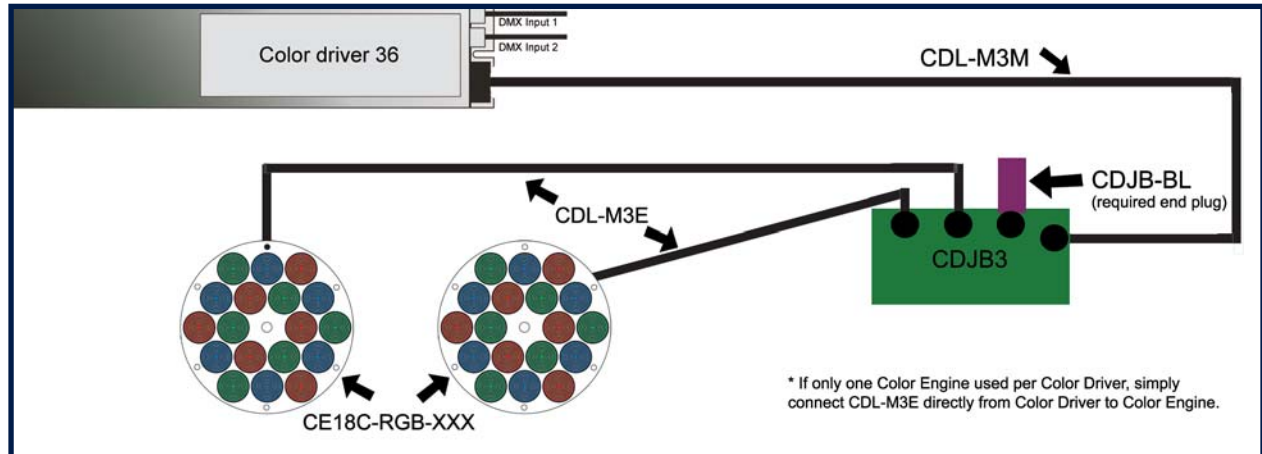 DMX Input 1
Color driver 36
DMX Input 2
CDL-M3M
CDJB-BL
(required end plug)
CDL-M3E
CDJB3
CE18C-RGB-XXX
* If only one Color Engine used per Color Driver, simply
connect CDL-M3E directly from Color Driver to Color Engine.